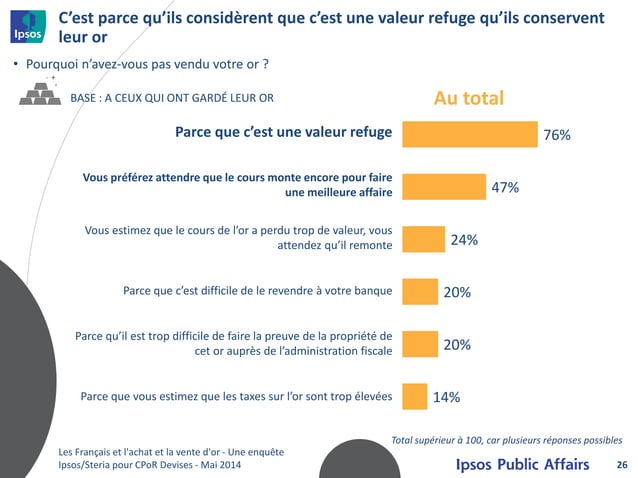 Ipsos
C’est parce qu’ils considèrent que c’est une valeur refuge qu’ils conservent
leur or
• Pourquoi n’avez-vous pas vendu votre or ?
BASE : A CEUX QUI ONT GARDÉ LEUR OR
Au total
Parce que c’est une valeur refuge
76%
Vous préférez attendre que le cours monte encore pour faire
une meilleure affaire
47%
Vous estimez que le cours de l’or a perdu trop de valeur, vous
attendez qu’il remonte
24%
Parce que c’est difficile de le revendre à votre banque
20%
Parce qu’il est trop difficile de faire la preuve de la propriété de
cet or auprès de l’administration fiscale
20%
Parce que vous estimez que les taxes sur l’or sont trop élevées
14%
Total supérieur à 100, car plusieurs réponses possibles
Les Français et l'achat et la vente d'or - Une enquête
Ipsos/Steria pour CPoR Devises - Mai 2014
Ipsos Public Affairs
26